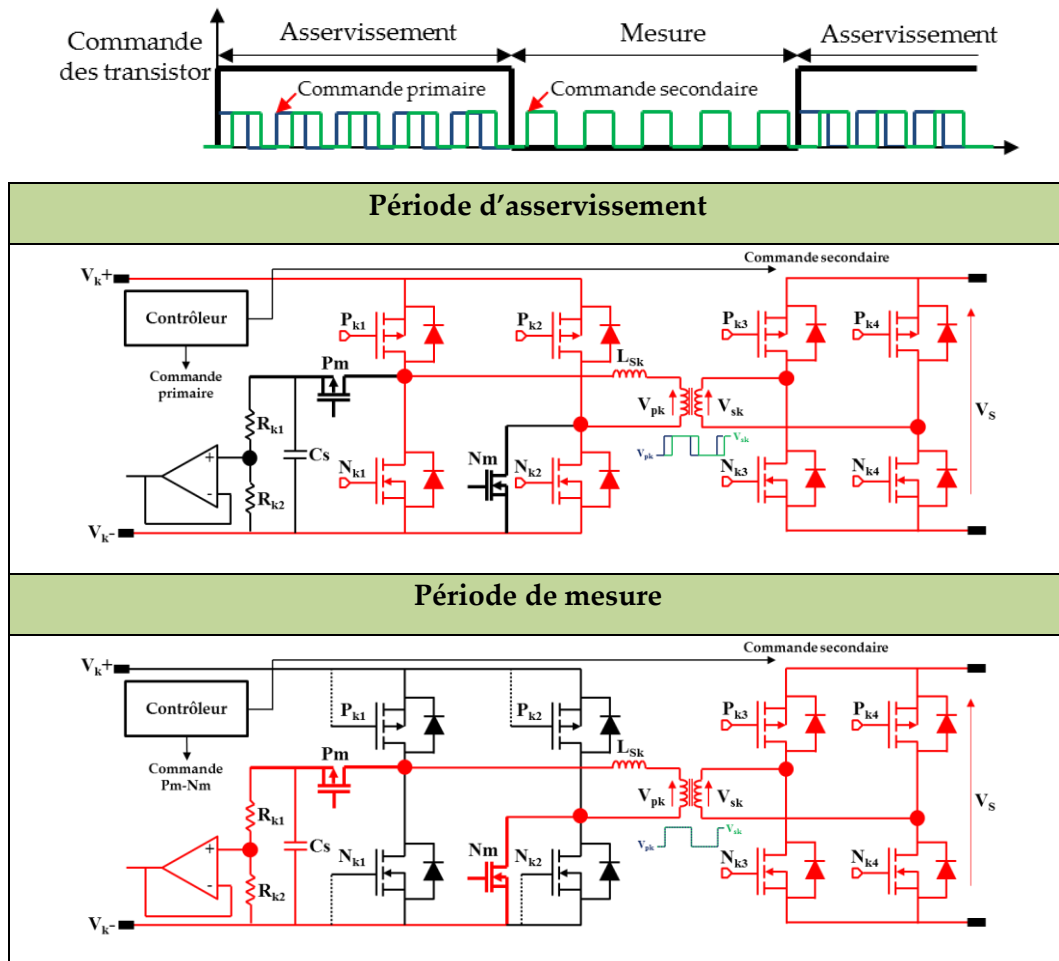 Commande
des transistor
Asservissement
Mesure
Asservissement
Commande primaire
Commande secondaire
Période d'asservissement
Commande secondaire
Vk+
Contrôleur
Commande
primaire
Pm
Pk1
Pk2
Pk3
Pk4
LSk
Vpk
Vsk
VS
Rk1
Cs
Rk2
+
-
Nk1
Nm
Nk2
Vpk
Vsk
Nk3
Nk4
Vk-
Période de mesure
Commande secondaire
Vk+
Contrôleur
Commande
Pm-Nm
Pm
Pk1
Pk2
Pk3
Pk4
LSk
Vpk
Vsk
VS
Rk1
Cs
Rk2
+
-
Nk1
Nm
Nk2
Vpk
Vsk
Nk3
Nk4
Vk-